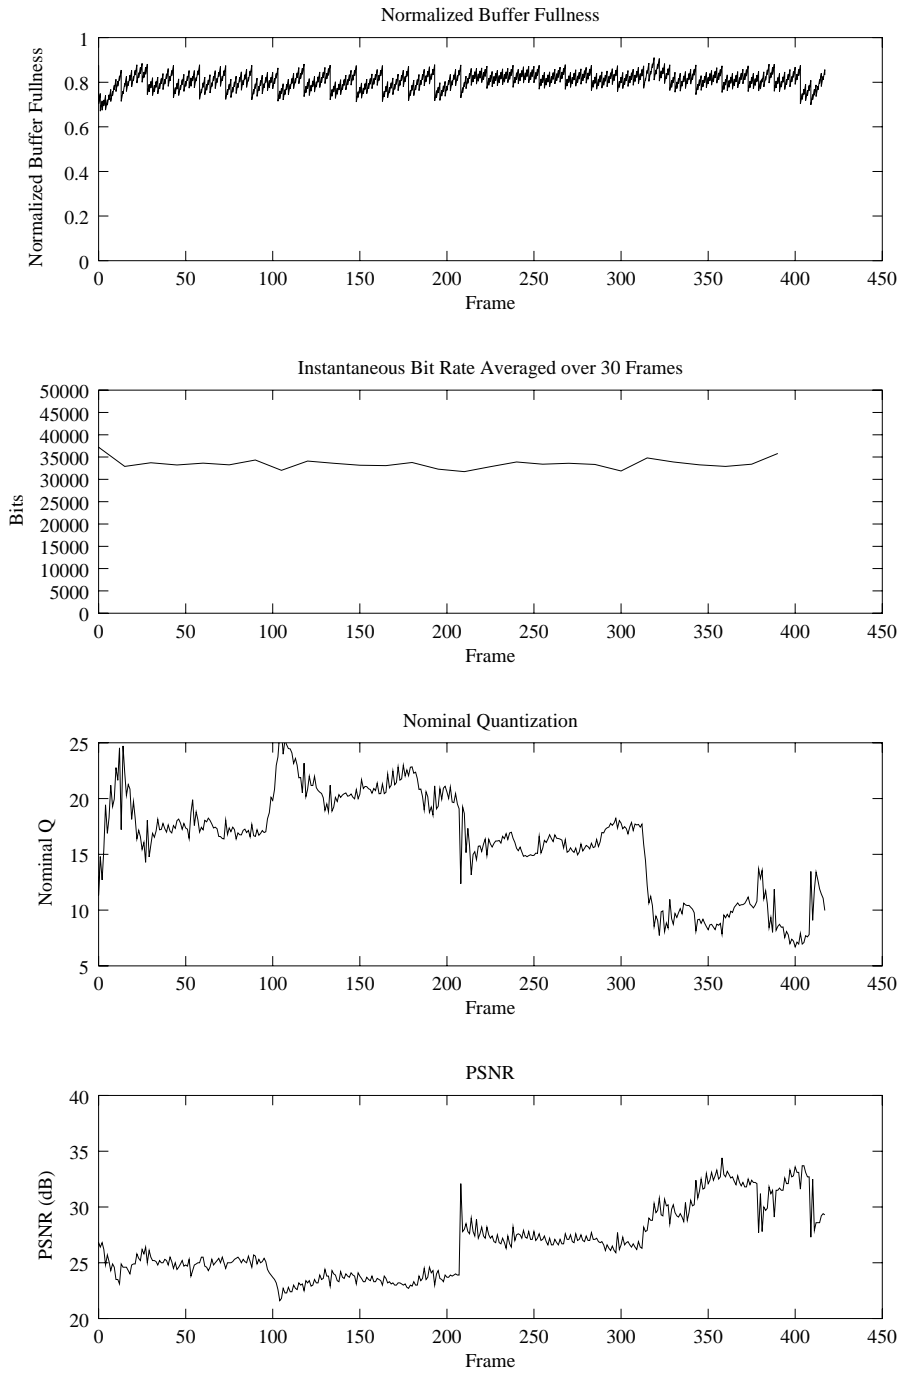 Normalized Buffer Fullness
1
0.8
0.6
0.4
0.2
0
Normalized Buffer Fullness
0 50 100 150 200 250 300 350 400 450
Frame
Instantaneous Bit Rate Averaged over 30 Frames
50000
45000
40000
35000
30000
25000
20000
15000
10000
5000
0
Bits
0 50 100 150 200 250 300 350 400 450
Frame
Nominal Quantization
25
20
15
10
5
Nominal Q
0 50 100 150 200 250 300 350 400 450
Frame
PSNR
40
35
30
25
20
PSNR (dB)
0 50 100 150 200 250 300 350 400 450
Frame